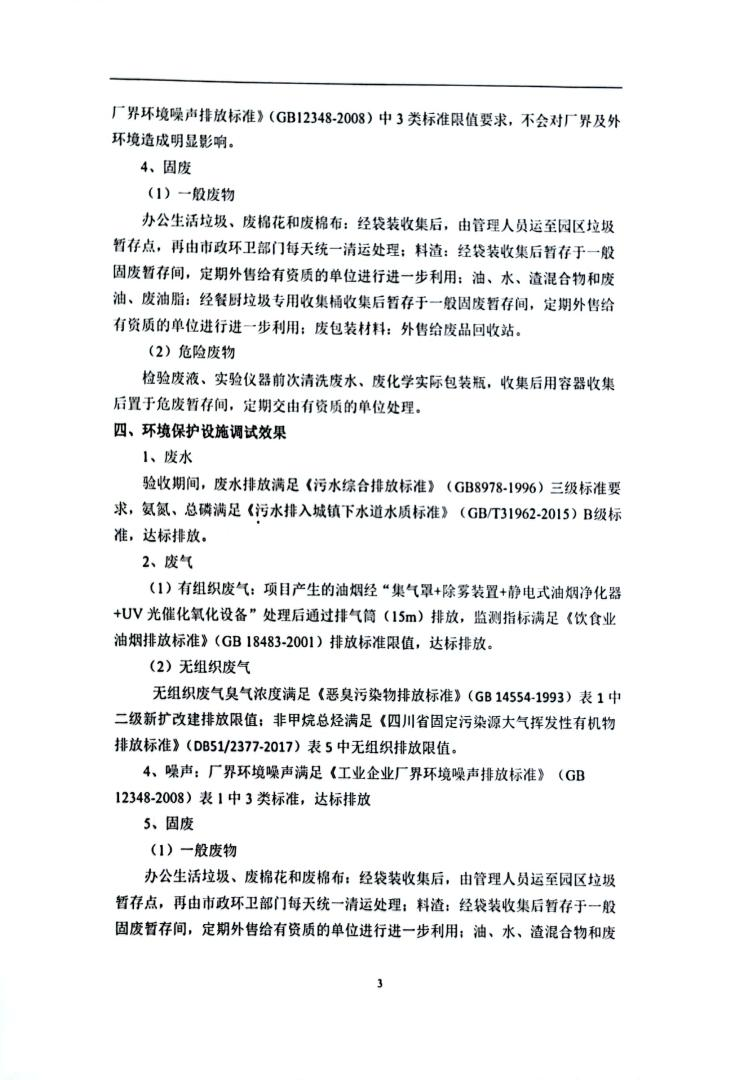 厂界环境噪声排放标准》（GB12348-2008）中 3 类标准限值要求，不会对厂界及外
环境造成明显影响。
4、固废
（1）一般废物
办公生活垃圾、废棉花和废棉布：经袋装收集后，由管理人员运至园区垃圾
暂存点，再由市政环卫部门每天统一清运处理；料渣：经袋装收集后暂存于一般
固废暂存间，定期外售给有资质的单位进行进一步利用；油、水、渣混合物和废
油、废油脂：经餐厨垃圾专用收集桶收集后暂存于一般固废暂存间，定期外售给
有资质的单位进行进一步利用；废包装材料：外售给废品回收站。
（2）危险废物
检验废液、实验仪器前次清洗废水、废化学实际包装瓶，收集后用容器收集
后置于危废暂存间，定期交由有资质的单位处理。
四、环境保护设施调试效果
1、废水
验收期间，废水排放满足《污水综合排放标准》（GB8978-1996）三级标准要
求，氨氮、总磷满足《污水排入城镇下水道水质标准》（GB/T31962-2015）B级标
准，达标排放。
2、废气
（1）有组织废气：项目产生的油烟经“集气罩+除雾装置+静电式油烟净化器
+UV 光催化氧化设备”处理后通过排气筒（15m）排放，监测指标满足《饮食业
油烟排放标准》（GB 18483-2001）排放标准限值，达标排放。
（2）无组织废气
无组织废气臭气浓度满足《恶臭污染物排放标准》（GB 14554-1993）表 1 中
二级新扩改建排放限值；非甲烷总烃满足《四川省固定污染源大气挥发性有机物
排放标准》（DB51/2377-2017）表 5 中无组织排放限值。
4、噪声：厂界环境噪声满足《工业企业厂界环境噪声排放标准》（GB
12348-2008）表 1 中 3 类标准，达标排放
5、固废
（1）一般废物
办公生活垃圾、废棉花和废棉布：经袋装收集后，由管理人员运至园区垃圾
暂存点，再由市政环卫部门每天统一清运处理；料渣：经袋装收集后暂存于一般
固废暂存间，定期外售给有资质的单位进行进一步利用；油、水、渣混合物和废
3